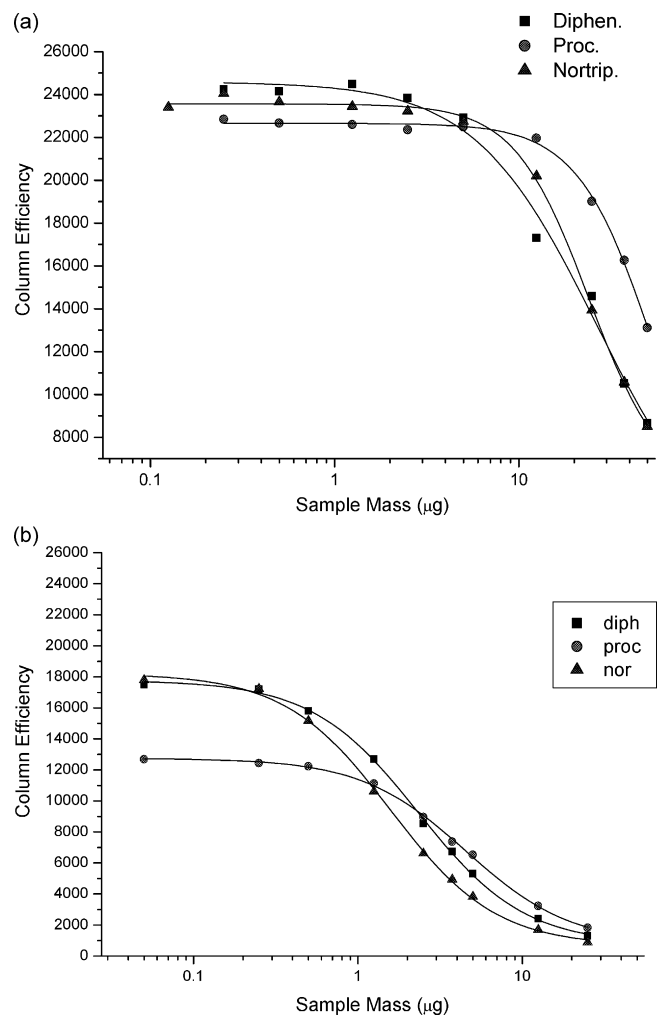 (a)
Diphen.
Proc.
Nortrip.
26000
24000
22000
20000
18000
16000
14000
12000
10000
8000
Column Efficiency
0.1
1
10
Sample Mass (μg)
(b)
26000
24000
22000
20000
18000
16000
14000
12000
10000
8000
6000
4000
2000
0
Column Efficiency
diph
proc
nor
0.1
1
10
Sample Mass (μg)